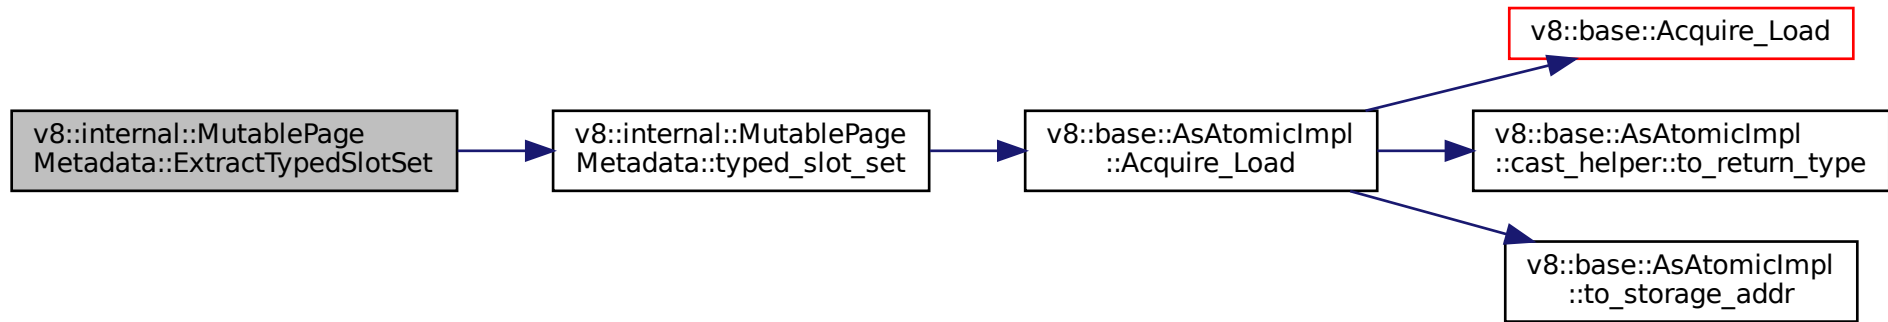 v8::internal::MutablePage
Metadata::ExtractTypedSlotSet
v8::internal::MutablePage
Metadata::typed_slot_set
v8::base::AsAtomicImpl
::Acquire_Load
v8::base::Acquire_Load
v8::base::AsAtomicImpl
::cast_helper::to_return_type
v8::base::AsAtomicImpl
::to_storage_addr